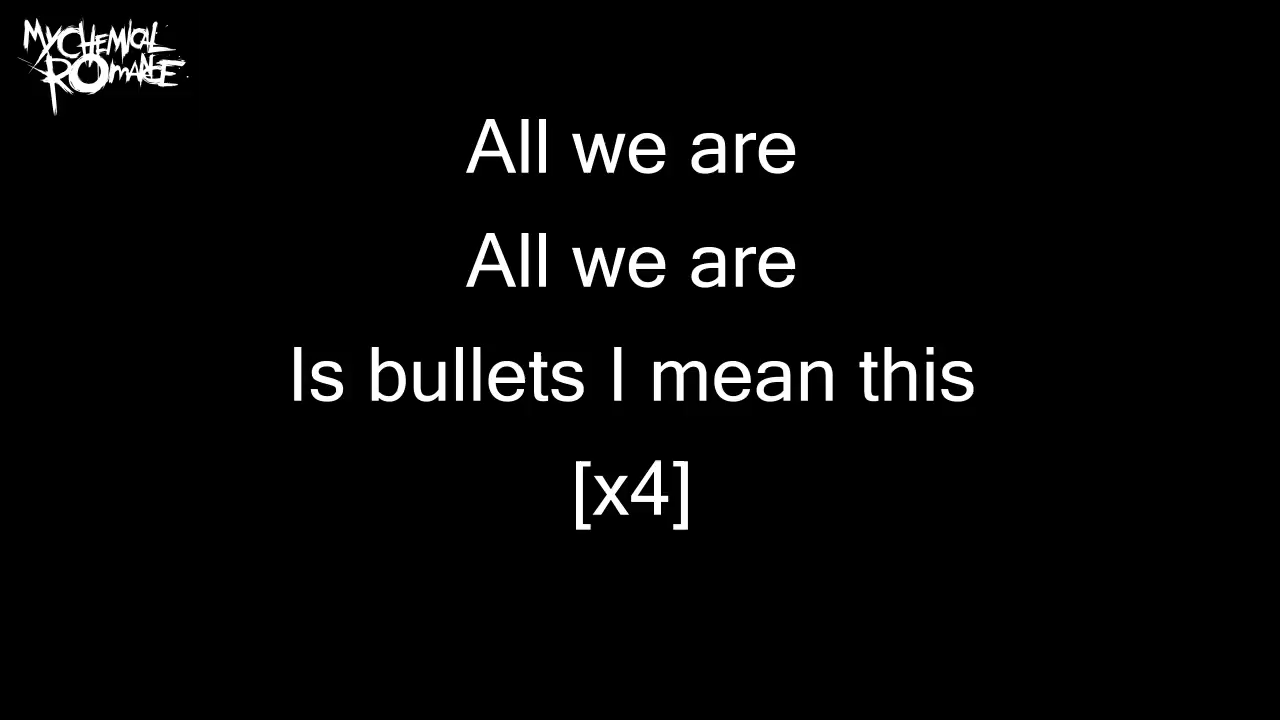 MY CHEMICAL
ROMANCE
All we are
All we are
Is bullets I mean this
[x4]